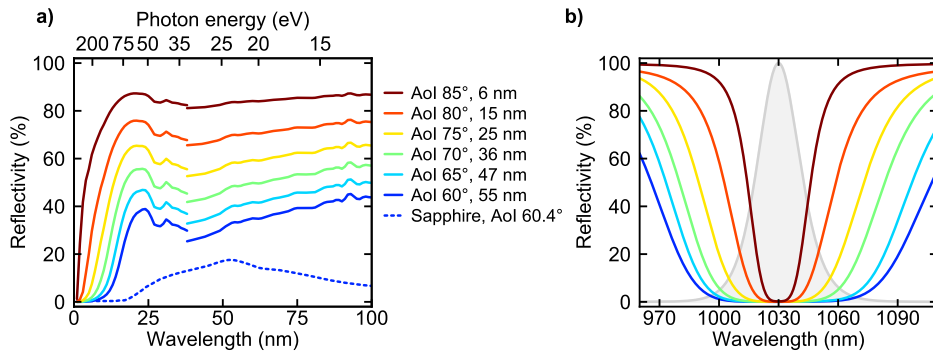 a)
Photon energy (eV)
200 75 50 35 25 20 15
100
80
60
40
20
0
Reflectivity (%)
0 25 50 75 100
Wavelength (nm)
AoI 85°, 6 nm
AoI 80°, 15 nm
AoI 75°, 25 nm
AoI 70°, 36 nm
AoI 65°, 47 nm
AoI 60°, 55 nm
Sapphire, AoI 60.4°
b)
100
80
60
40
20
0
Reflectivity (%)
970 1000 1030 1060 1090
Wavelength (nm)